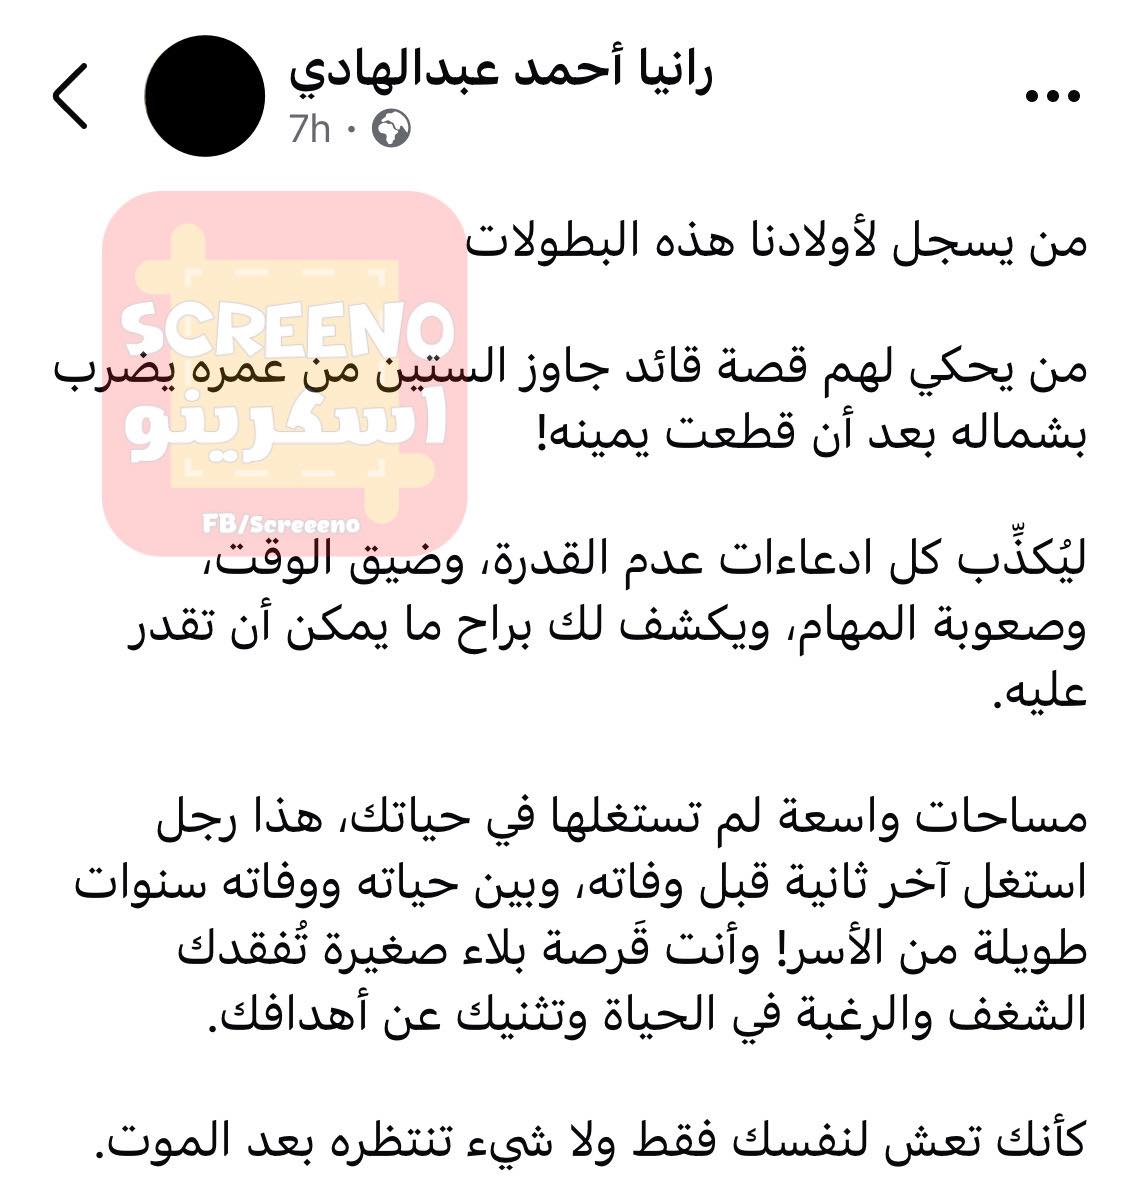 رانيا أحمد عبدالهادي
7h ·
من يسجل لأولادنا هذه البطولات
SCREENO
من يحكي لهم قصة قائد جاوز الستين من عمره يضرب
اسكرينو
بشماله بعد أن قطعت يمينه!
FB/Screeeno
ليُكذِّب كل ادعاءات عدم القدرة، وضيق الوقت،
وصعوبة المهام، ويكشف لك براح ما يمكن أن تقدر
عليه.
مساحات واسعة لم تستغلها في حياتك، هذا رجل
استغل آخر ثانية قبل وفاته، وبين حياته ووفاته سنوات
طويلة من الأسر! وأنت قَرصة بلاء صغيرة تُفقدك
الشغف والرغبة في الحياة وتثنيك عن أهدافك.
كأنك تعش لنفسك فقط ولا شيء تنتظره بعد الموت.